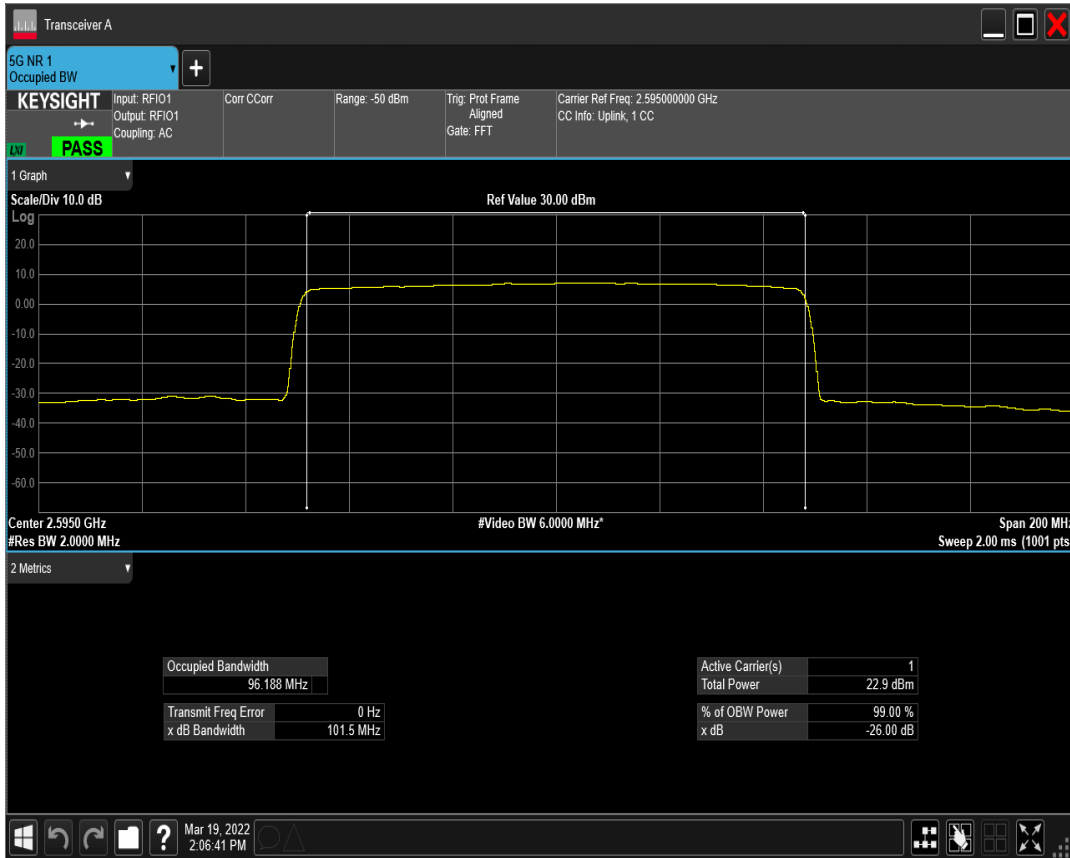 Transceiver A
5G NR 1
Occupied BW
+
KEYSIGHT
LXI
PASS
Input: RFIO1
Output: RFIO1
Coupling: AC
Corr CCorr
Range: -50 dBm
Trig: Prot Frame
Aligned
Gate: FFT
Carrier Ref Freq: 2.595000000 GHz
CC Info: Uplink, 1 CC
1 Graph
Scale/Div 10.0 dB
Ref Value 30.00 dBm
Log
20.0
10.0
0.00
-10.0
-20.0
-30.0
-40.0
-50.0
-60.0
Center 2.5950 GHz
#Video BW 6.0000 MHz*
Span 200 MHz
#Res BW 2.0000 MHz
Sweep 2.00 ms (1001 pts
2 Metrics
Occupied Bandwidth
96.188 MHz
Transmit Freq Error 0 Hz
x dB Bandwidth 101.5 MHz
Active Carrier(s) 1
Total Power 22.9 dBm
% of OBW Power 99.00 %
x dB -26.00 dB
?
Mar 19, 2022
2:06:41 PM